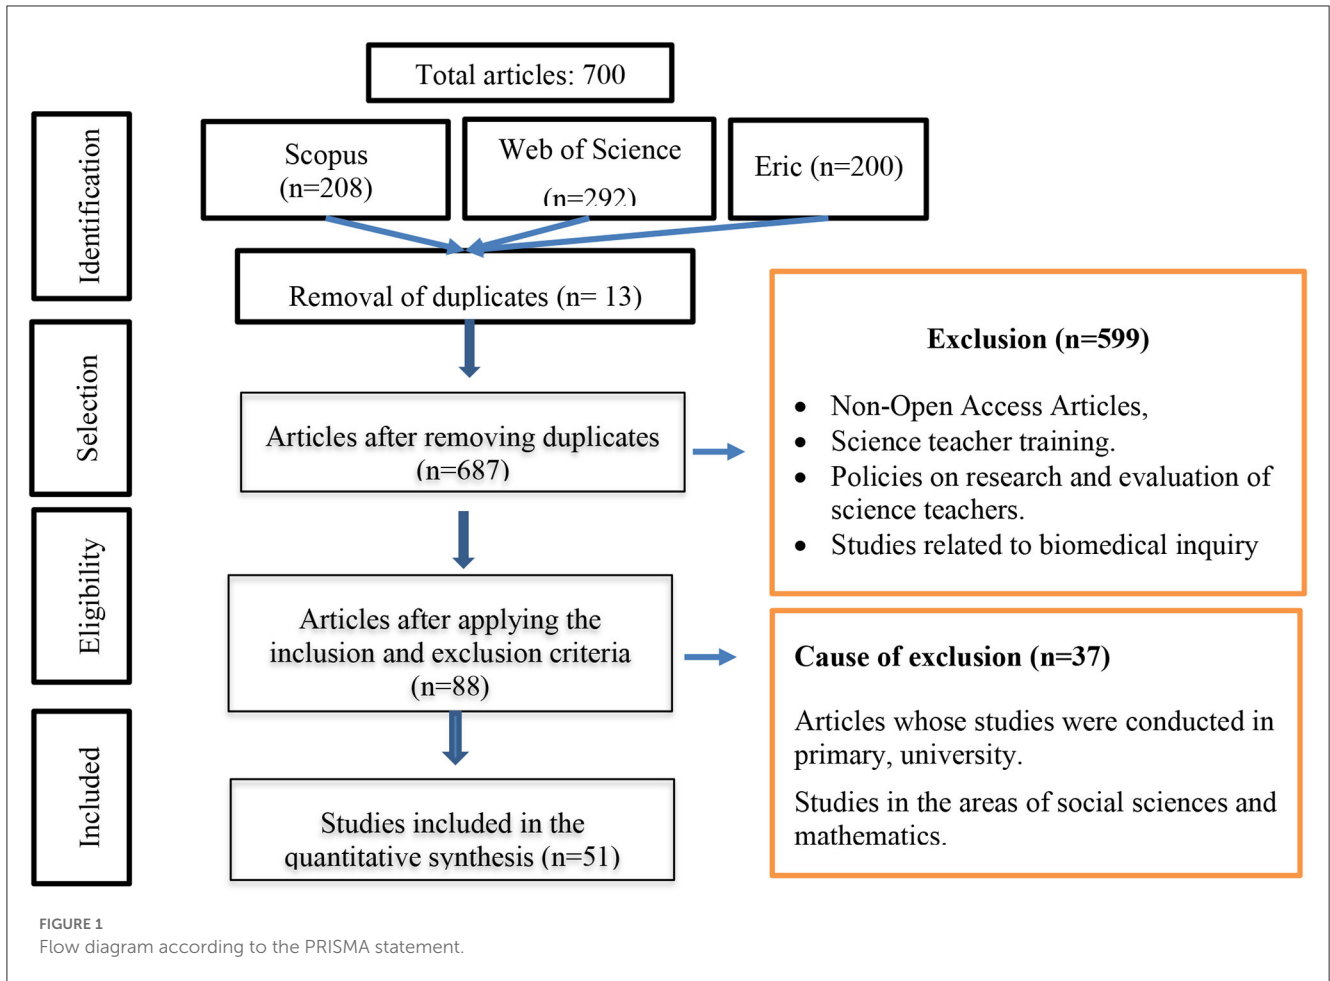 Total articles: 700
Identification
Scopus
(n=208)
Web of Science
(n=292)
Eric (n=200)
Removal of duplicates (n= 13)
Selection
Articles after removing duplicates
(n=687)
Exclusion (n=599)
• Non-Open Access Articles,
• Science teacher training.
• Policies on research and evaluation of
science teachers.
• Studies related to biomedical inquiry
Eligibility
Articles after applying the
inclusion and exclusion criteria
(n=88)
Cause of exclusion (n=37)
Articles whose studies were conducted in
primary, university.
Studies in the areas of social sciences and
mathematics.
Included
Studies included in the
quantitative synthesis (n=51)
FIGURE 1
Flow diagram according to the PRISMA statement.